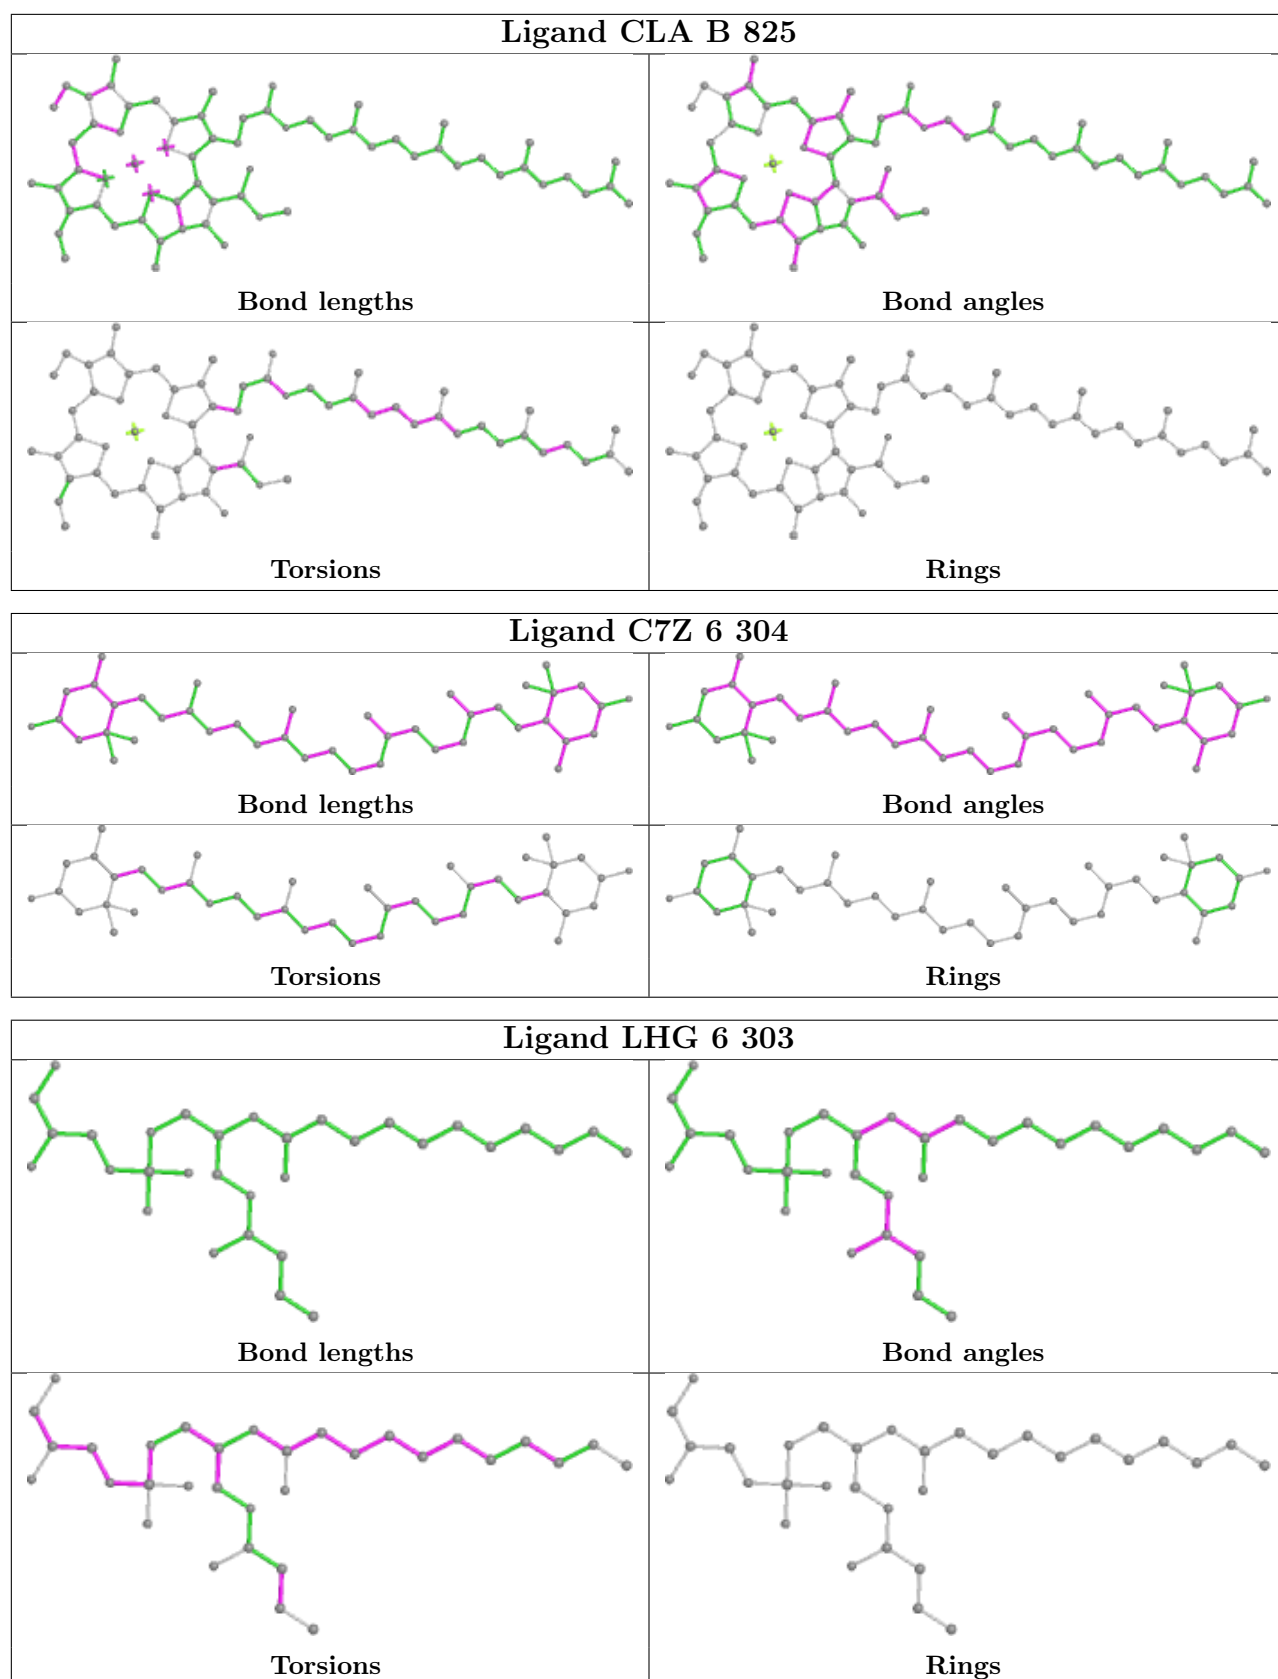 Ligand CLA B 825
Bond lengths
Bond angles
Torsions
Rings
Ligand C7Z 6 304
Bond lengths
Bond angles
Torsions
Rings
Ligand LHG 6 303
Bond lengths
Bond angles
Torsions
Rings